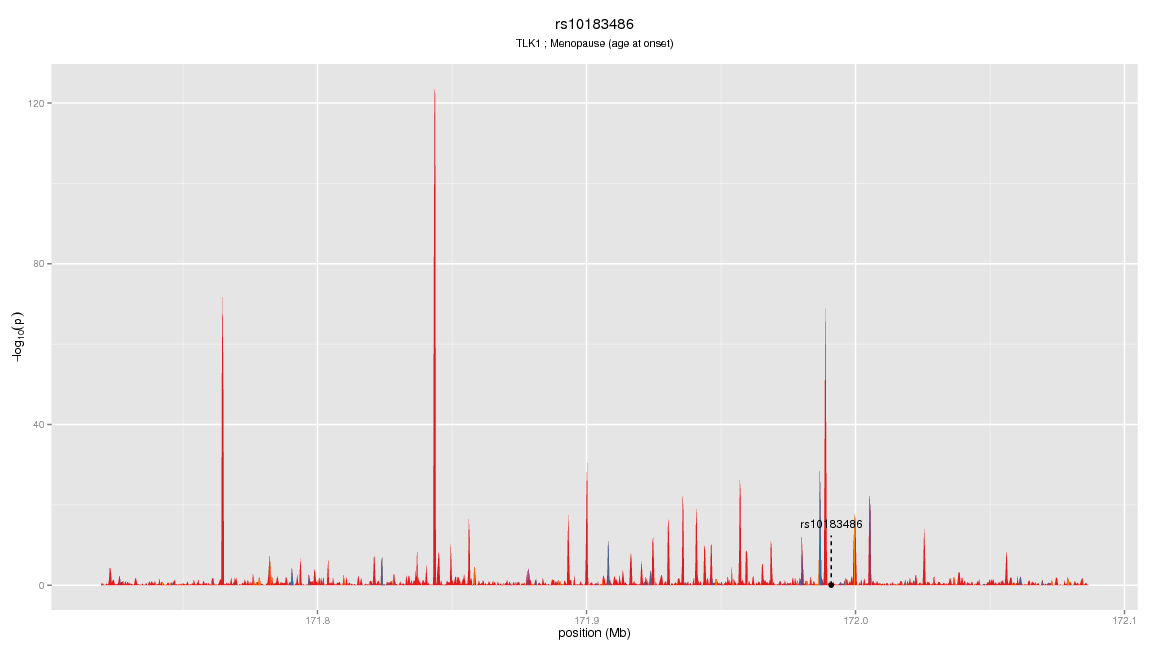 rs10183486
TLK1 ; Menopause (age at onset)
−log10(p)
120
80
40
0
rs10183486
171.8
171.9
172.0
172.1
position (Mb)